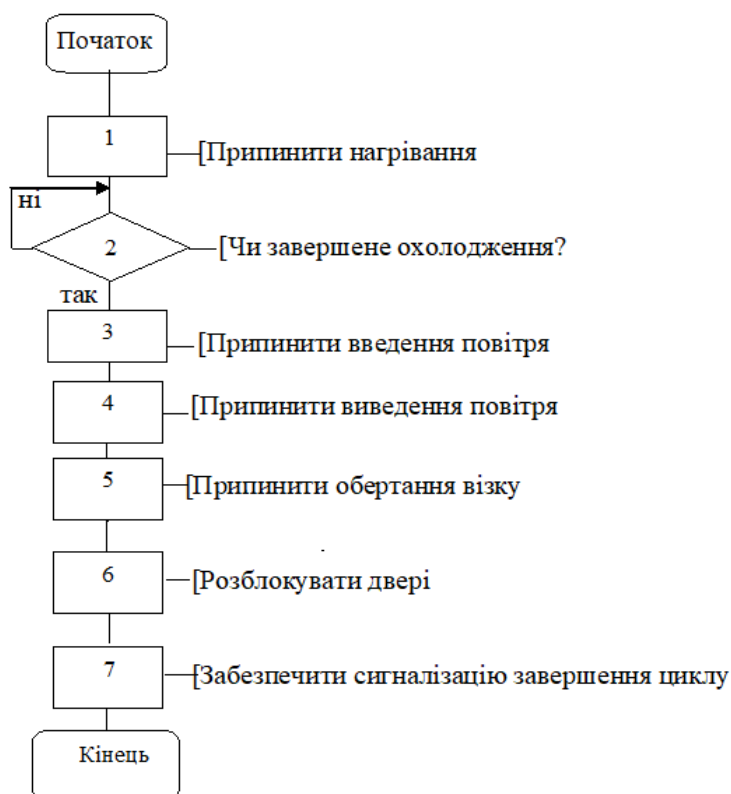 Початок
1
[Припинити нагрівання
ні
2
[Чи завершене охолодження?
так
3
[Припинити введення повітря
4
[Припинити виведення повітря
5
[Припинити обертання візку
6
[Розблокувати двері
7
[Забезпечити сигналізацію завершення циклу
Кінець